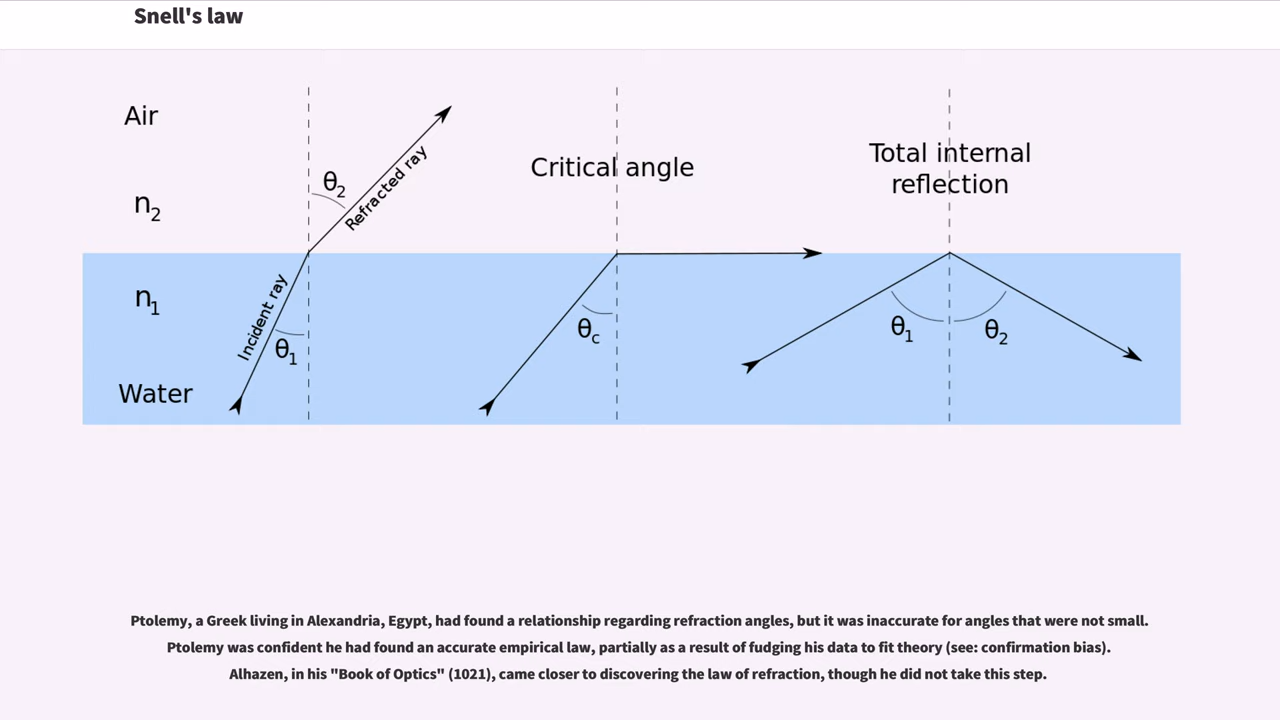 Snell's law
Air
n₂
θ₂
Refracted ray
Critical angle
Total internal
reflection
n₁
Incident ray
θ₁
Water
θc
θ₁
θ₂
Ptolemy, a Greek living in Alexandria, Egypt, had found a relationship regarding refraction angles, but it was inaccurate for angles that were not small.
Ptolemy was confident he had found an accurate empirical law, partially as a result of fudging his data to fit theory (see: confirmation bias).
Alhazen, in his "Book of Optics" (1021), came closer to discovering the law of refraction, though he did not take this step.